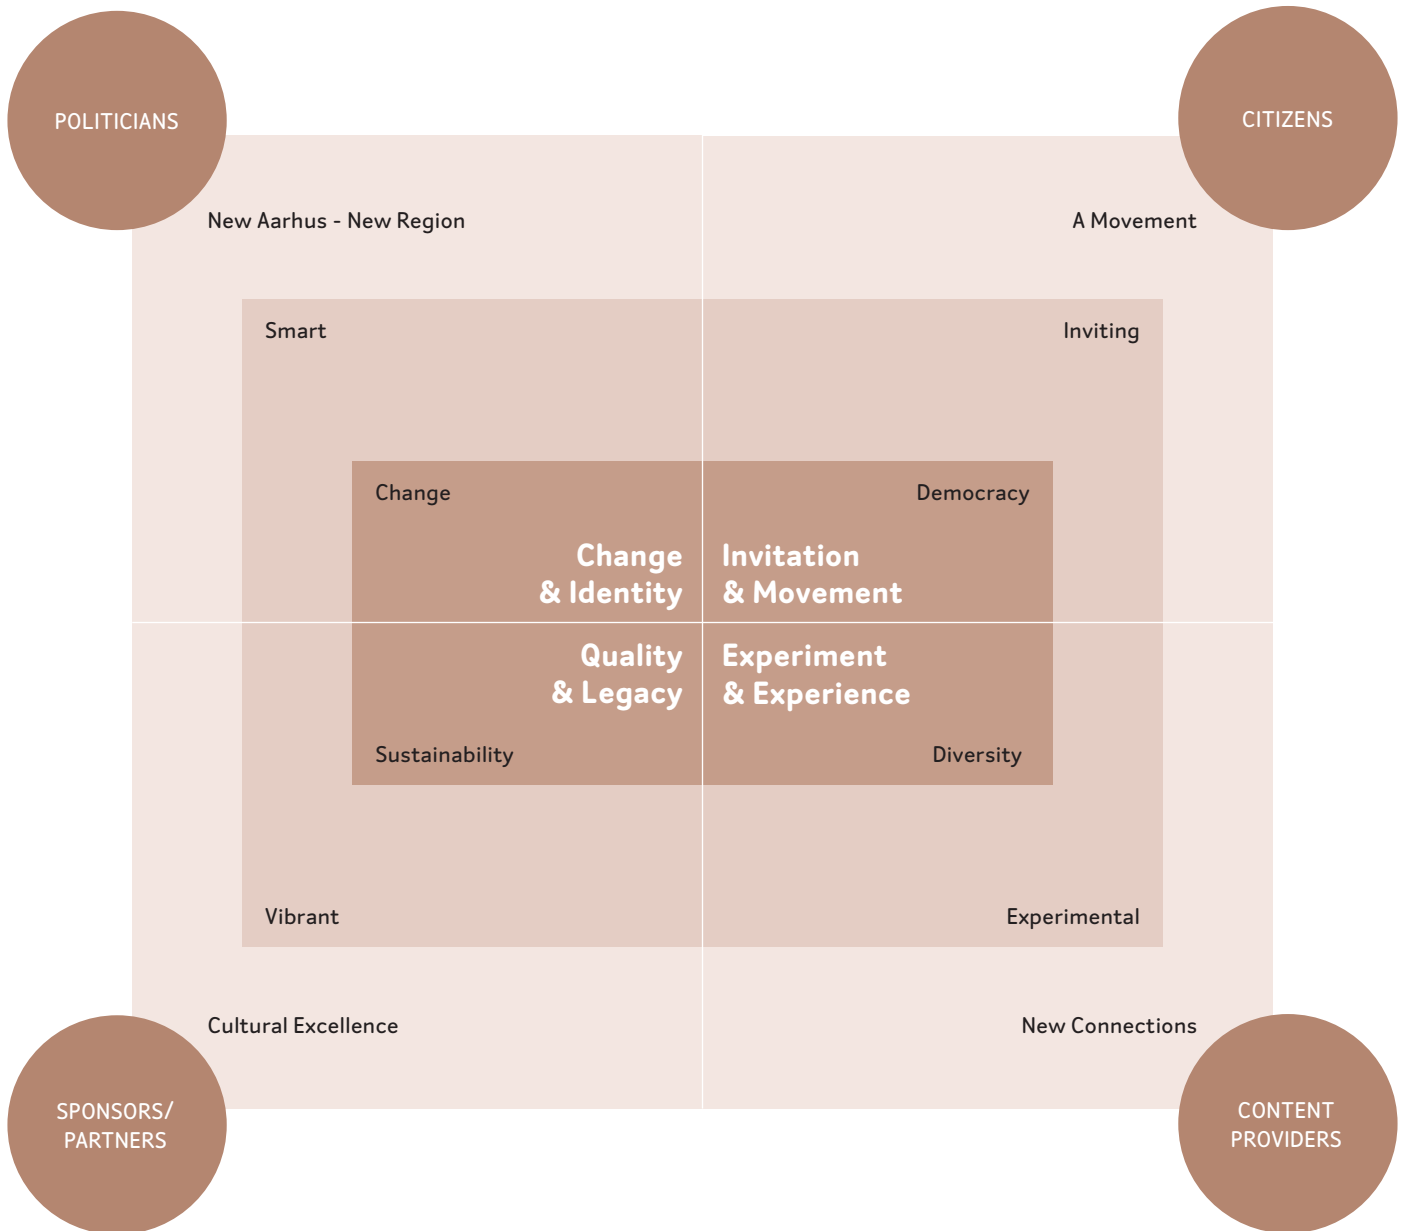 POLITICIANS
CITIZENS
New Aarhus - New Region
A Movement
Smart
Inviting
Change
Democracy
Change
& Identity
Invitation
& Movement
Quality
& Legacy
Experiment
& Experience
Sustainability
Diversity
Vibrant
Experimental
Cultural Excellence
New Connections
SPONSORS/
PARTNERS
CONTENT
PROVIDERS